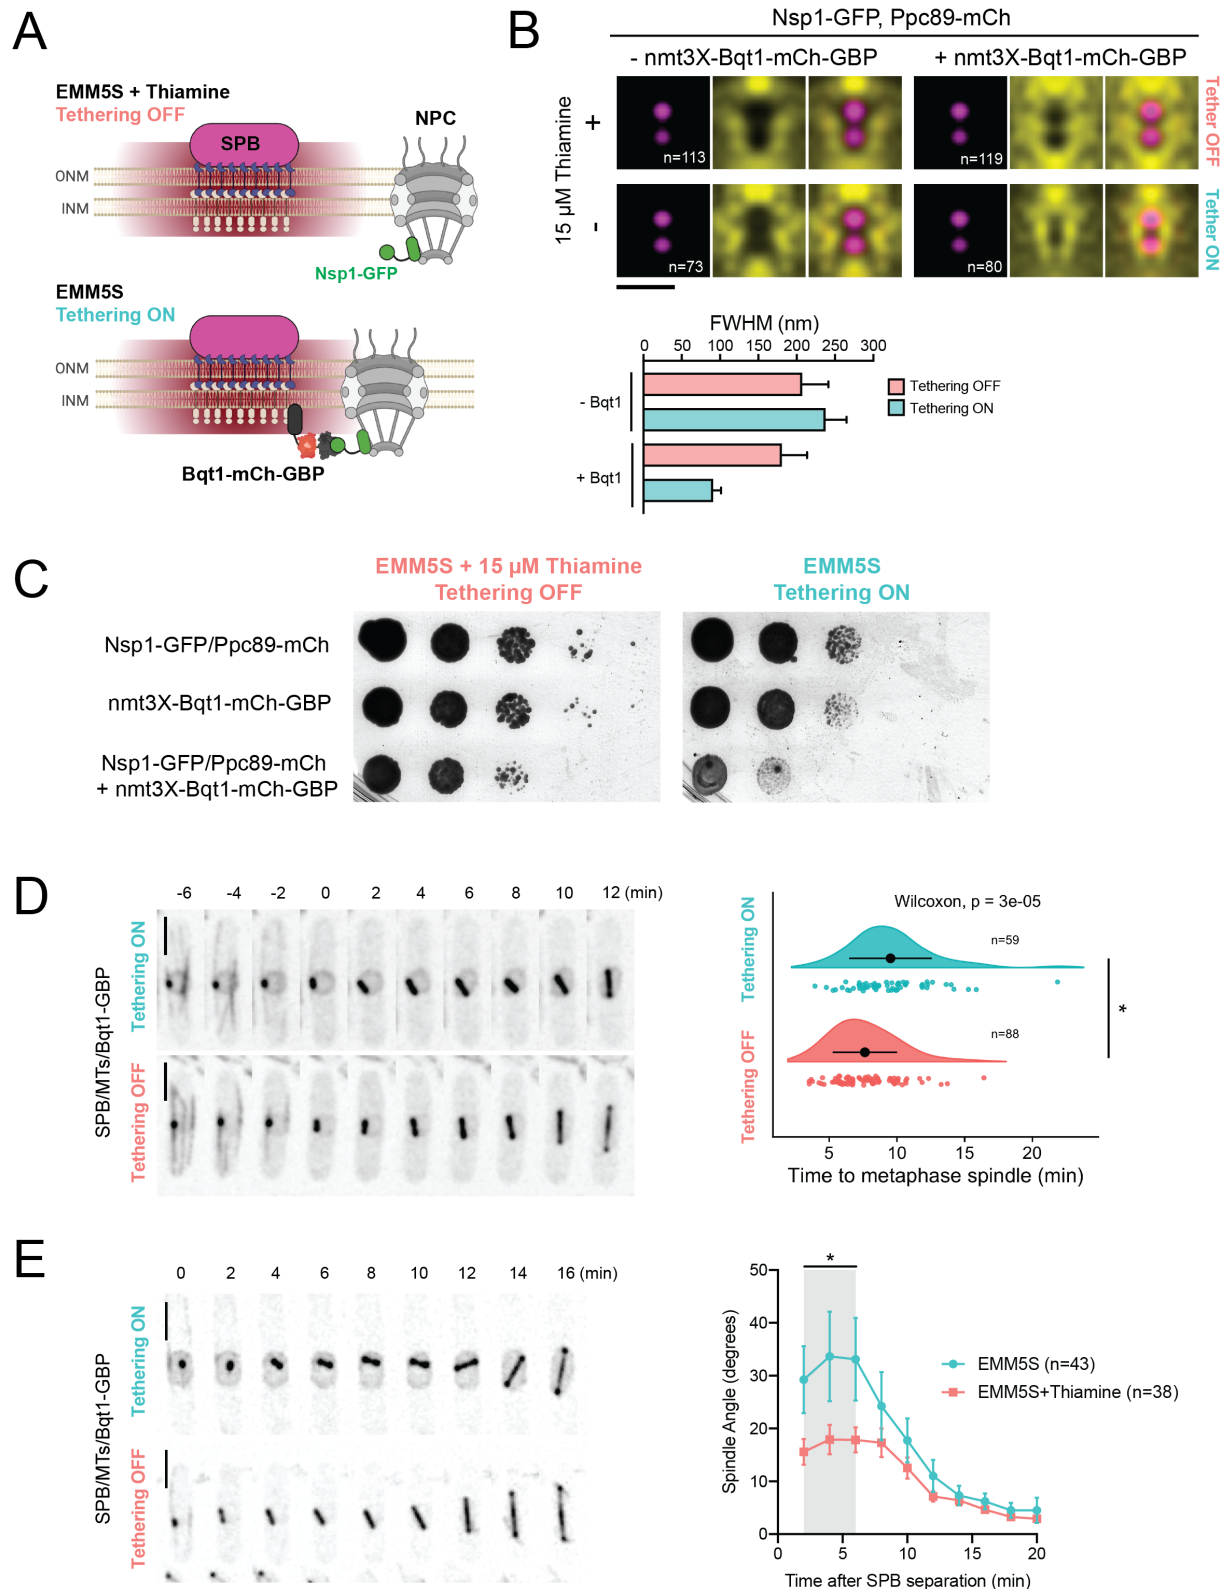 A
EMM5S + Thiamine
Tethering OFF
SPB
NPC
ONM
INM
Nsp1-GFP
EMM5S
Tethering ON
ONM
INM
Bqt1-mCh-GBP
B
Nsp1-GFP, Ppc89-mCh
- nmt3X-Bqt1-mCh-GBP
+ nmt3X-Bqt1-mCh-GBP
15 µM Thiamine
+
-
n=113
n=119
n=73
n=80
Tether OFF
Tether ON
FWHM (nm)
0 50 100 150 200 250 300
- Bqt1
+ Bqt1
Tethering OFF
Tethering ON
C
EMM5S + 15 µM Thiamine
Tethering OFF
EMM5S
Tethering ON
Nsp1-GFP/Ppc89-mCh
nmt3X-Bqt1-mCh-GBP
Nsp1-GFP/Ppc89-mCh
+ nmt3X-Bqt1-mCh-GBP
D
-6 -4 -2 0 2 4 6 8 10 12 (min)
SPB/MTs/Bqt1-GBP
Tethering ON
Tethering OFF
Wilcoxon, p = 3e-05
n=59
n=88
*
Tethering ON
Tethering OFF
5 10 15 20
Time to metaphase spindle (min)
E
0 2 4 6 8 10 12 14 16 (min)
SPB/MTs/Bqt1-GBP
Tethering ON
Tethering OFF
*
Spindle Angle (degrees)
50
40
30
20
10
0
0 5 10 15 20
Time after SPB separation (min)
EMM5S (n=43)
EMM5S+Thiamine (n=38)